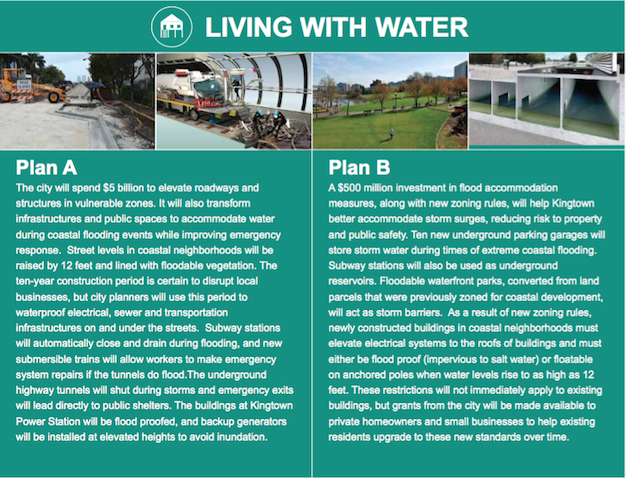 LIVING WITH WATER
Plan A
The city will spend $5 billion to elevate roadways and
structures in vulnerable zones. It will also transform
infrastructures and public spaces to accommodate water
during coastal flooding events while improving emergency
response.  Street levels in coastal neighborhoods will be
raised by 12 feet and lined with floodable vegetation. The
ten-year construction period is certain to disrupt local
businesses, but city planners will use this period to
waterproof electrical, sewer and transportation
infrastructures on and under the streets.  Subway stations
will automatically close and drain during flooding, and new
submersible trains will allow workers to make emergency
system repairs if the tunnels do flood.The underground
highway tunnels will shut during storms and emergency exits
will lead directly to public shelters. The buildings at Kingtown
Power Station will be flood proofed, and backup generators
will be installed at elevated heights to avoid inundation.
Plan B
A $500 million investment in flood accommodation
measures, along with new zoning rules, will help Kingtown
better accommodate storm surges, reducing risk to property
and public safety. Ten new underground parking garages will
store storm water during times of extreme coastal flooding.
Subway stations will also be used as underground
reservoirs. Floodable waterfront parks, converted from land
parcels that were previously zoned for coastal development,
will act as storm barriers.  As a result of new zoning rules,
newly constructed buildings in coastal neighborhoods must
elevate electrical systems to the roofs of buildings and must
either be flood proof (impervious to salt water) or floatable
on anchored poles when water levels rise to as high as 12
feet. These restrictions will not immediately apply to existing
buildings, but grants from the city will be made available to
private homeowners and small businesses to help existing
residents upgrade to these new standards over time.